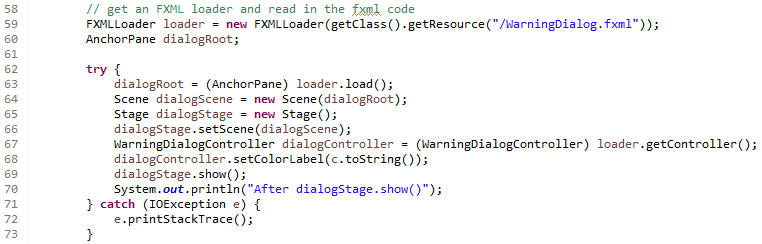 58 // get an FXML loader and read in the fxml code
59 FXMLLoader loader = new FXMLLoader(getClass().getResource("/WarningDialog.fxml"));
60 AnchorPane dialogRoot;
61
62 try {
63 dialogRoot = (AnchorPane) loader.load();
64 Scene dialogScene = new Scene(dialogRoot);
65 Stage dialogStage = new Stage();
66 dialogStage.setScene(dialogScene);
67 WarningDialogController dialogController = (WarningDialogController) loader.getController();
68 dialogController.setColorLabel(c.toString());
69 dialogStage.show();
70 System.out.println("After dialogStage.show()");
71 } catch (IOException e) {
72 e.printStackTrace();
73 }